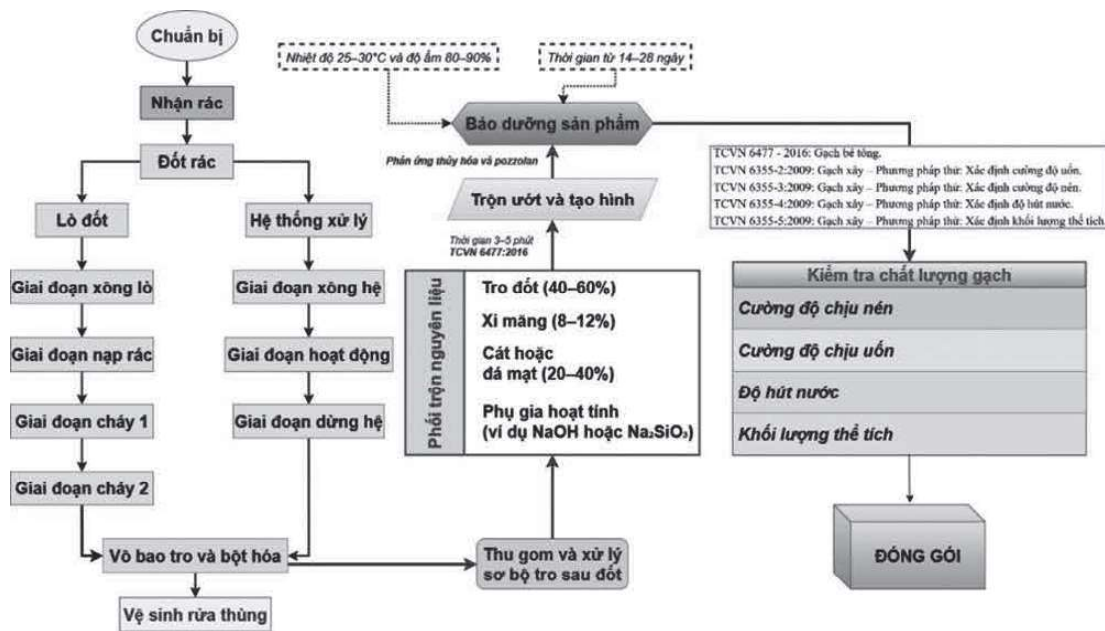 Chuẩn bị
Nhận rác
Đốt rác
Lò đốt
Giai đoạn xông lò
Giai đoạn nạp rác
Giai đoạn cháy 1
Giai đoạn cháy 2
Hệ thống xử lý
Giai đoạn xông hệ
Giai đoạn hoạt động
Giai đoạn dừng hệ
Vô bao tro và bột hóa
Vệ sinh rửa thùng
Thu gom và xử lý
sơ bộ tro sau đốt
Phối trộn nguyên liệu
Tro đốt (40–60%)
Xi măng (8–12%)
Cát hoặc
đá mạt (20–40%)
Phụ gia hoạt tính
(ví dụ NaOH hoặc Na₂SiO₃)
Thời gian 3–5 phút
TCVN 6477:2016
Trộn ướt và tạo hình
Phản ứng thủy hóa và pozzolan
Bảo dưỡng sản phẩm
Nhiệt độ 25–30°C và độ ẩm 80–90%
Thời gian từ 14–28 ngày
TCVN 6477 - 2016: Gạch bê tông.
TCVN 6355-2:2009: Gạch xây – Phương pháp thử: Xác định cường độ uốn.
TCVN 6355-3:2009: Gạch xây – Phương pháp thử: Xác định cường độ nén.
TCVN 6355-4:2009: Gạch xây – Phương pháp thử: Xác định độ hút nước.
TCVN 6355-5:2009: Gạch xây – Phương pháp thử: Xác định khối lượng thể tích.
Kiểm tra chất lượng gạch
Cường độ chịu nén
Cường độ chịu uốn
Độ hút nước
Khối lượng thể tích
ĐÓNG GÓI